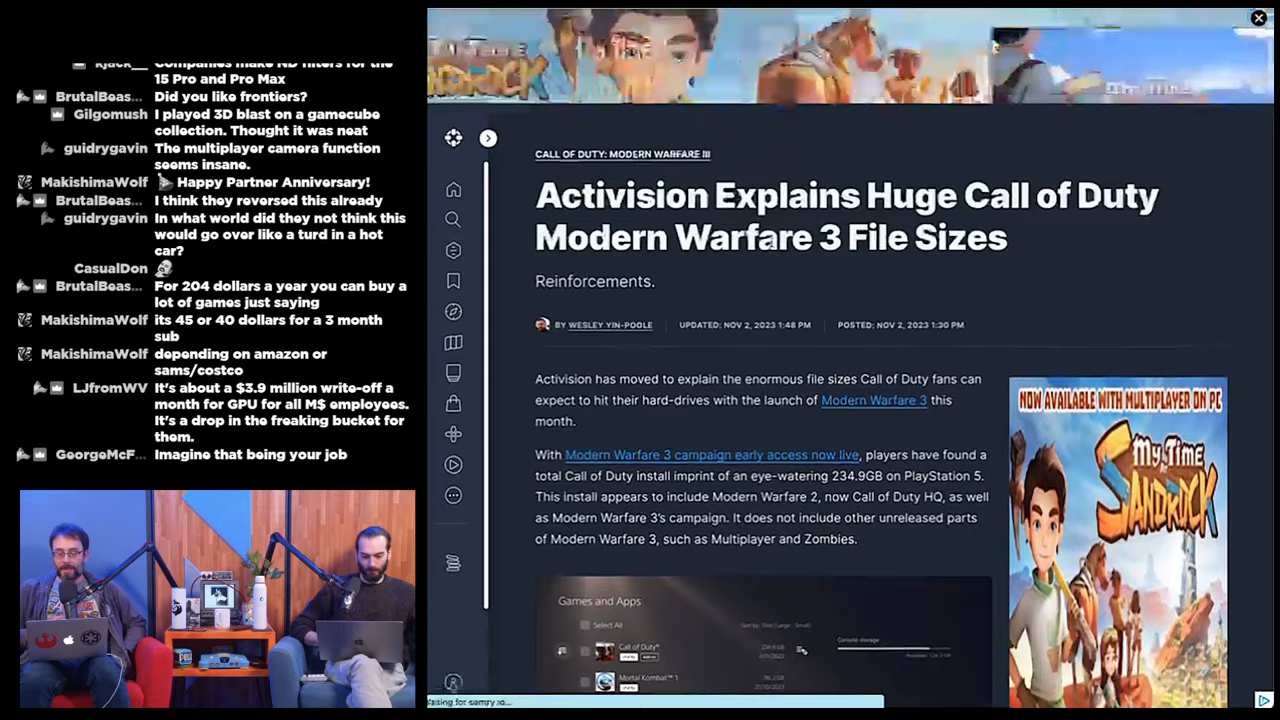 Companies make ND filters for the
15 Pro and Pro Max
BrutalBeas... Did you like frontiers?
Gilgomush I played 3D blast on a gamecube
collection. Thought it was neat
guidrygavin The multiplayer camera function
seems insane.
MakishimaWolf Happy Partner Anniversary!
BrutalBeas... I think they reversed this already
guidrygavin In what world did they not think this
would go over like a turd in a hot
car?
CasualDon
BrutalBeas... For 204 dollars a year you can buy a
lot of games just saying
MakishimaWolf its 45 or 40 dollars for a 3 month
sub
MakishimaWolf depending on amazon or
sams/costco
LJfromWV It's about a $3.9 million write-off a
month for GPU for all M$ employees.
It's a drop in the freaking bucket for
them.
GeorgeMcF... Imagine that being your job
CALL OF DUTY: MODERN WARFARE III
Activision Explains Huge Call of Duty
Modern Warfare 3 File Sizes
Reinforcements.
BY WESLEY YIN-POOLE
UPDATED: NOV 2, 2023 1:48 PM
POSTED: NOV 2, 2023 1:30 PM
Activision has moved to explain the enormous file sizes Call of Duty fans can
expect to hit their hard-drives with the launch of Modern Warfare 3 this
month.
With Modern Warfare 3 campaign early access now live, players have found a
total Call of Duty install imprint of an eye-watering 234.9GB on PlayStation 5.
This install appears to include Modern Warfare 2, now Call of Duty HQ, as well
as Modern Warfare 3's campaign. It does not include other unreleased parts
of Modern Warfare 3, such as Multiplayer and Zombies.
Games and Apps
Select All
Console storage
Call of Duty®
Mortal Kombat™ 1
NOW AVAILABLE WITH MULTIPLAYER ON PC
My Time
at
SANDROCK